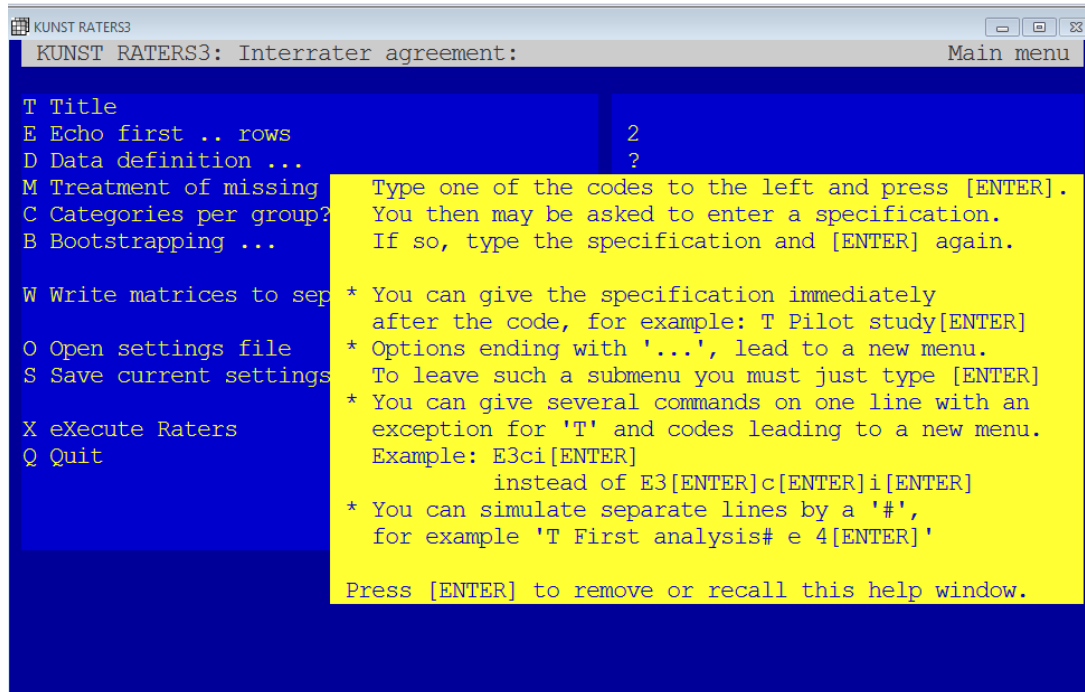 KUNST RATERS3
KUNST RATERS3: Interrater agreement: Main menu
T Title
E Echo first .. rows 2
D Data definition ... ?
M Treatment of missing
C Categories per group?
B Bootstrapping ...
W Write matrices to sep
O Open settings file
S Save current settings
X eXecute Raters
Q Quit
Type one of the codes to the left and press [ENTER].
You then may be asked to enter a specification.
If so, type the specification and [ENTER] again.
* You can give the specification immediately
after the code, for example: T Pilot study[ENTER]
* Options ending with '...', lead to a new menu.
To leave such a submenu you must just type [ENTER]
* You can give several commands on one line with an
exception for 'T' and codes leading to a new menu.
Example: E3ci[ENTER]
instead of E3[ENTER]c[ENTER]i[ENTER]
* You can simulate separate lines by a '#',
for example 'T First analysis# e 4[ENTER]'
Press [ENTER] to remove or recall this help window.